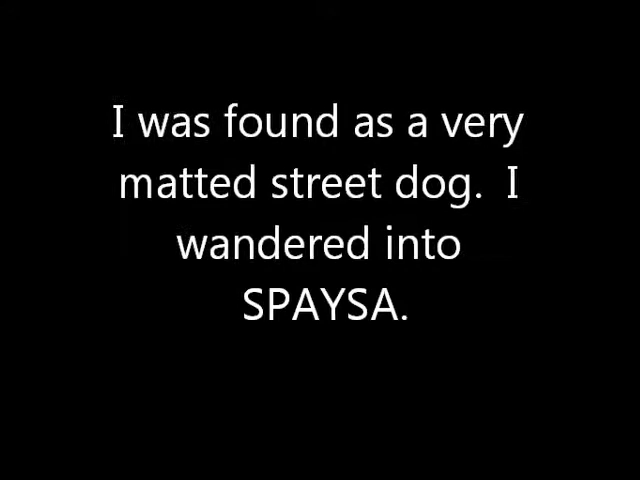 I was found as a very
matted street dog.  I
wandered into
SPAYSA.